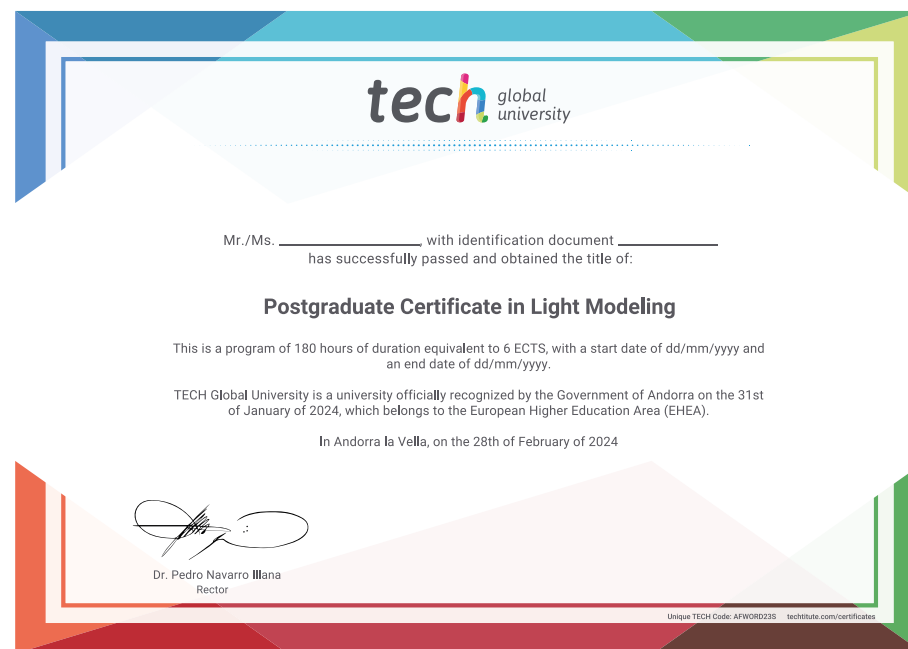 tech global
university
Mr./Ms. ____________, with identification document ____________
has successfully passed and obtained the title of:
Postgraduate Certificate in Light Modeling
This is a program of 180 hours of duration equivalent to 6 ECTS, with a start date of dd/mm/yyyy and
an end date of dd/mm/yyyy.
TECH Global University is a university officially recognized by the Government of Andorra on the 31st
of January of 2024, which belongs to the European Higher Education Area (EHEA).
In Andorra la Vella, on the 28th of February of 2024
Dr. Pedro Navarro Illana
Rector
Unique TECH Code: AFWORD23S techtitute.com/certificates